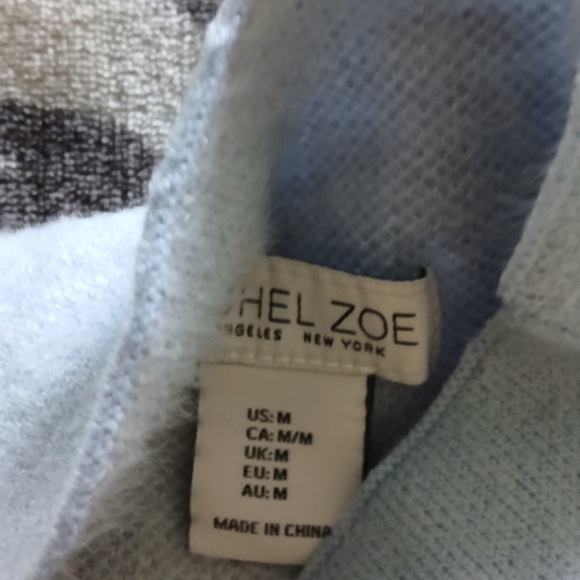 HEL ZOE
NGELES NEW YORK
US: M
CA: M/M
UK: M
EU: M
AU: M
MADE IN CHINA